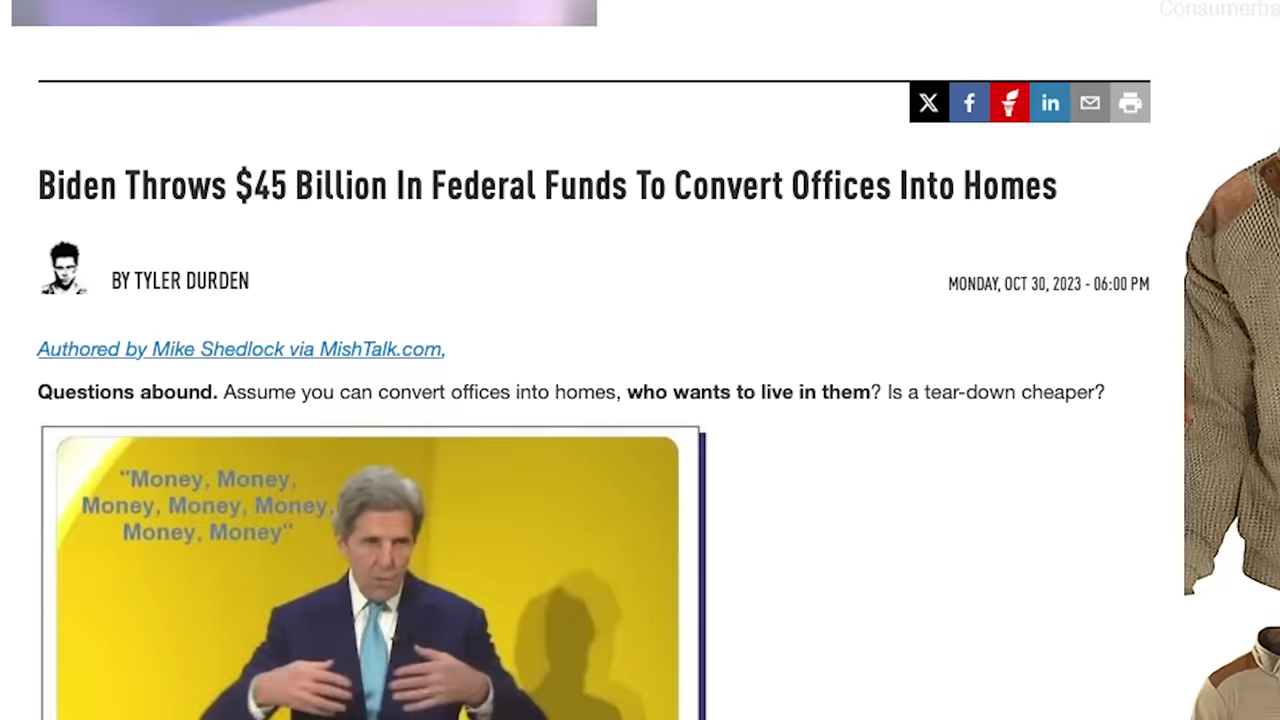 Consumerba
X f in
Biden Throws $45 Billion In Federal Funds To Convert Offices Into Homes
BY TYLER DURDEN
MONDAY, OCT 30, 2023 - 06:00 PM
Authored by Mike Shedlock via MishTalk.com,
Questions abound. Assume you can convert offices into homes, who wants to live in them? Is a tear-down cheaper?
"Money, Money,
Money, Money, Money,
Money, Money"